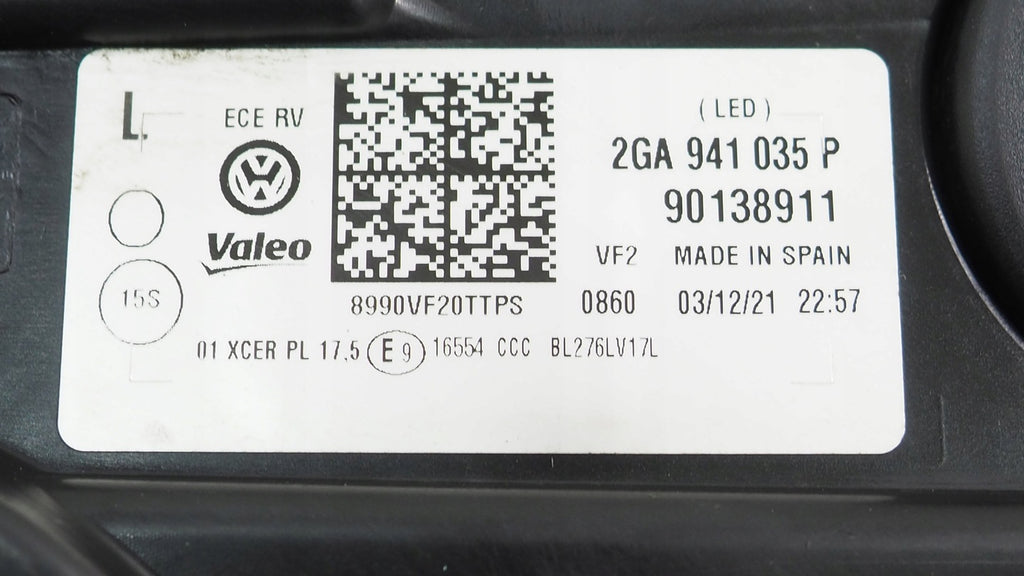 L
ECE RV
(LED)
2GA 941 035 P
90138911
Valeo
VF2 MADE IN SPAIN
15S
8990VF20TTPS 0860 03/12/21 22:57
01 XCER PL 17,5 E9 16554 CCC BL276LV17L